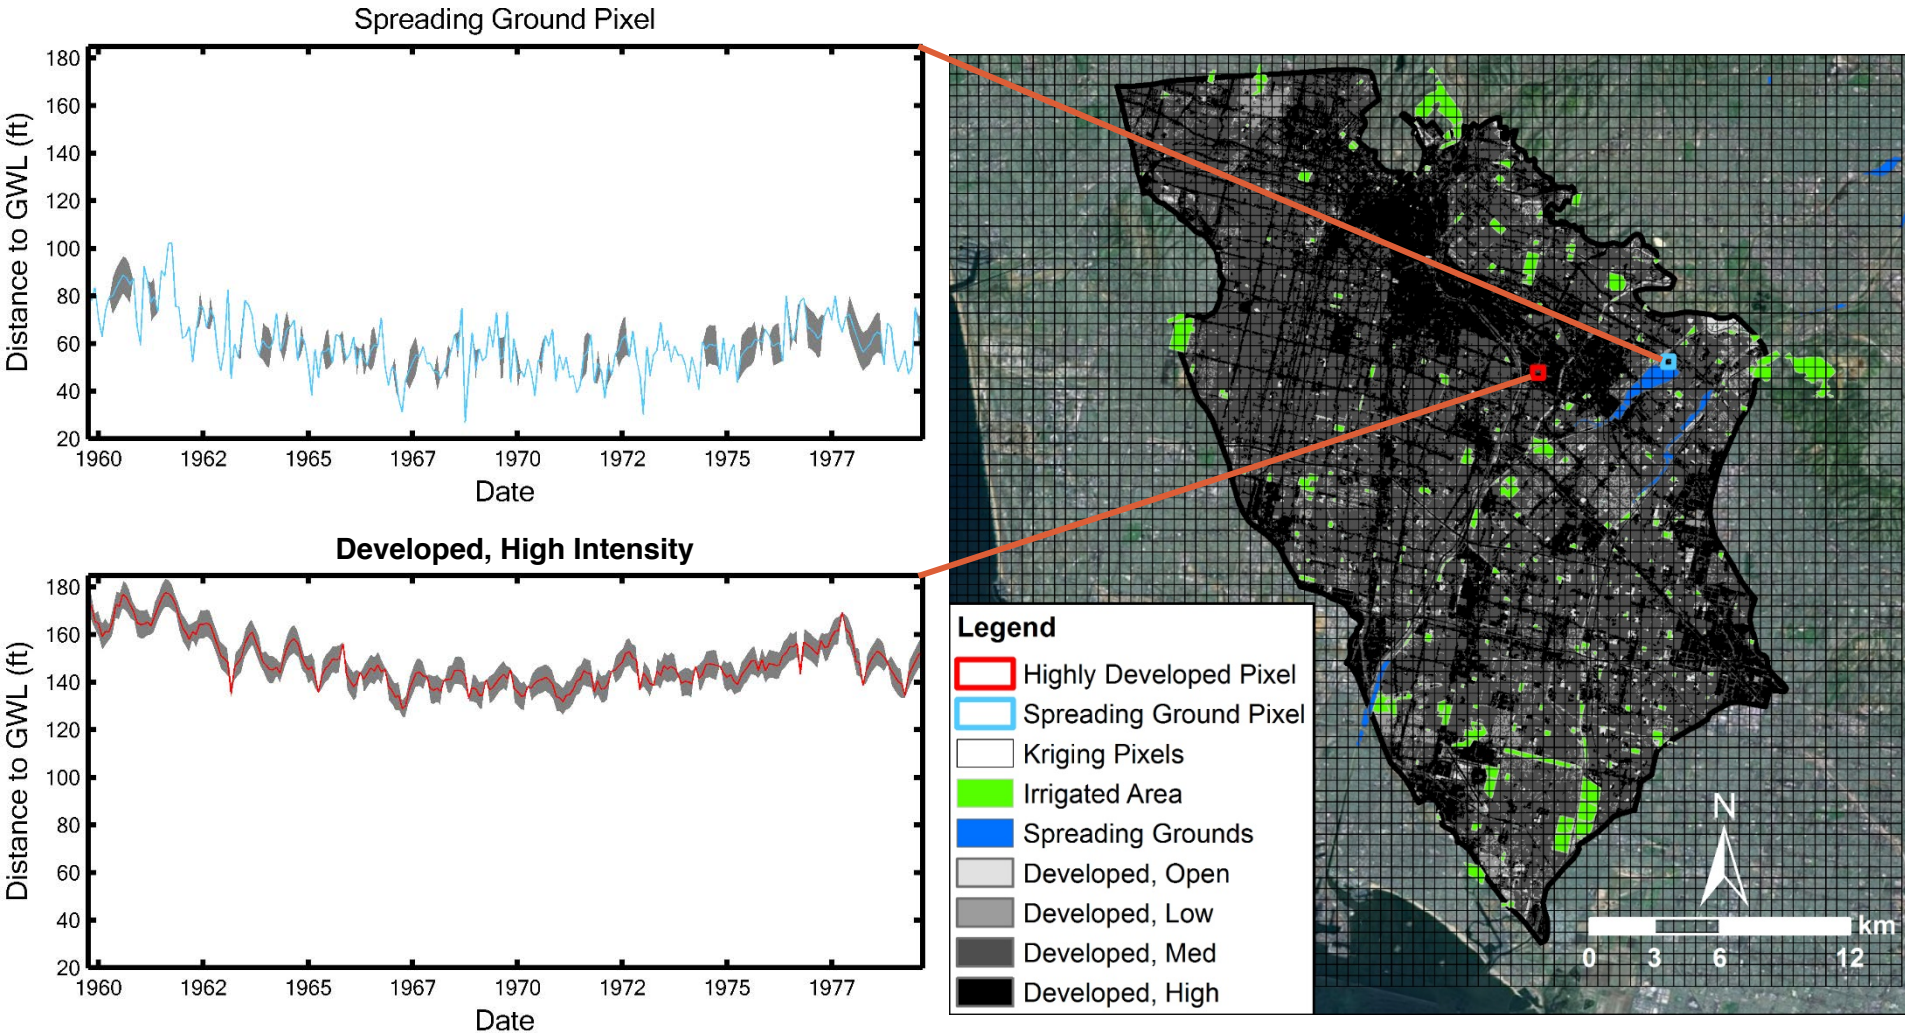 Spreading Ground Pixel
Distance to GWL (ft)
180
160
140
120
100
80
60
40
20
1960 1962 1965 1967 1970 1972 1975 1977
Date
Developed, High Intensity
Distance to GWL (ft)
180
160
140
120
100
80
60
40
20
1960 1962 1965 1967 1970 1972 1975 1977
Date
Legend
Highly Developed Pixel
Spreading Ground Pixel
Kriging Pixels
Irrigated Area
Spreading Grounds
Developed, Open
Developed, Low
Developed, Med
Developed, High
N
km
0 3 6 12